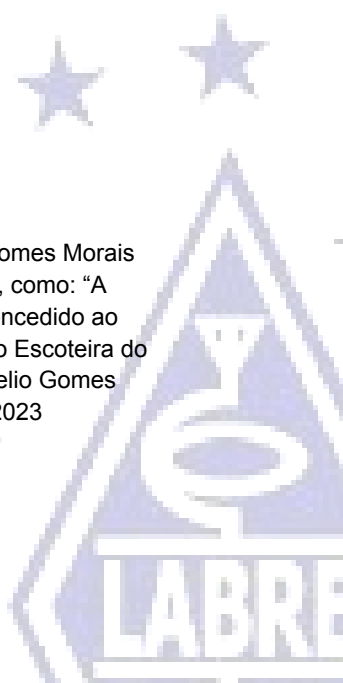 omes Morais
, como: “A
ncedido ao
o Escoteira do
elio Gomes
2023
LABRE